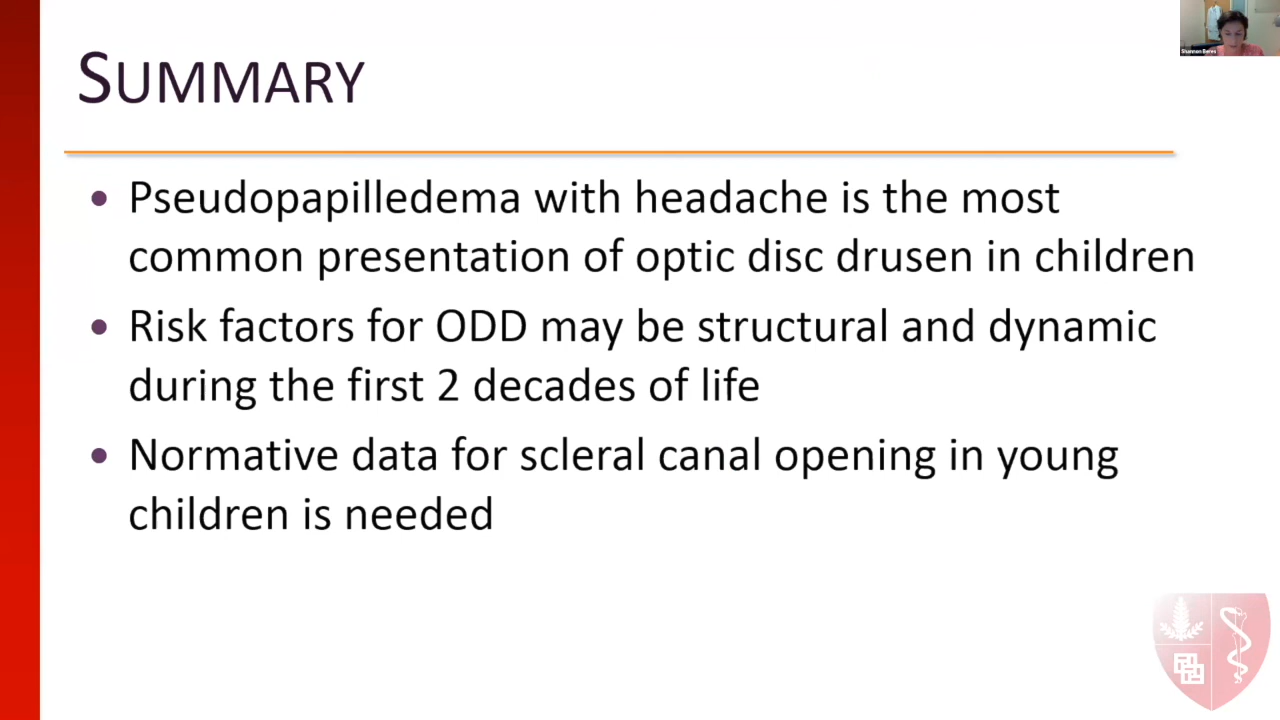 SUMMARY
Shannon Beres
• Pseudopapilledema with headache is the most
common presentation of optic disc drusen in children
• Risk factors for ODD may be structural and dynamic
during the first 2 decades of life
• Normative data for scleral canal opening in young
children is needed